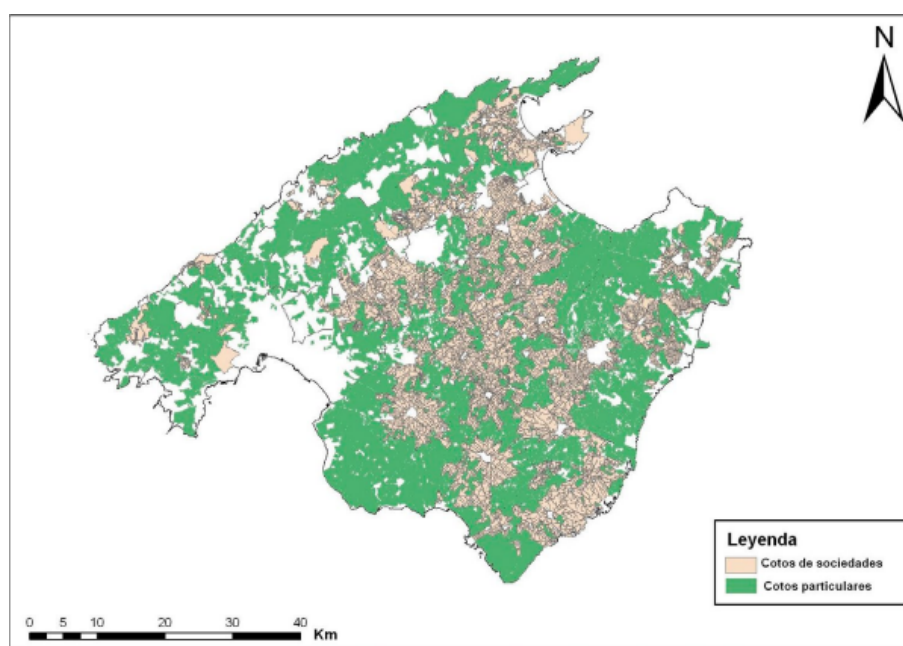 N
Leyenda
Cotos de sociedades
Cotos particulares
0 5 10 20 30 40
Km